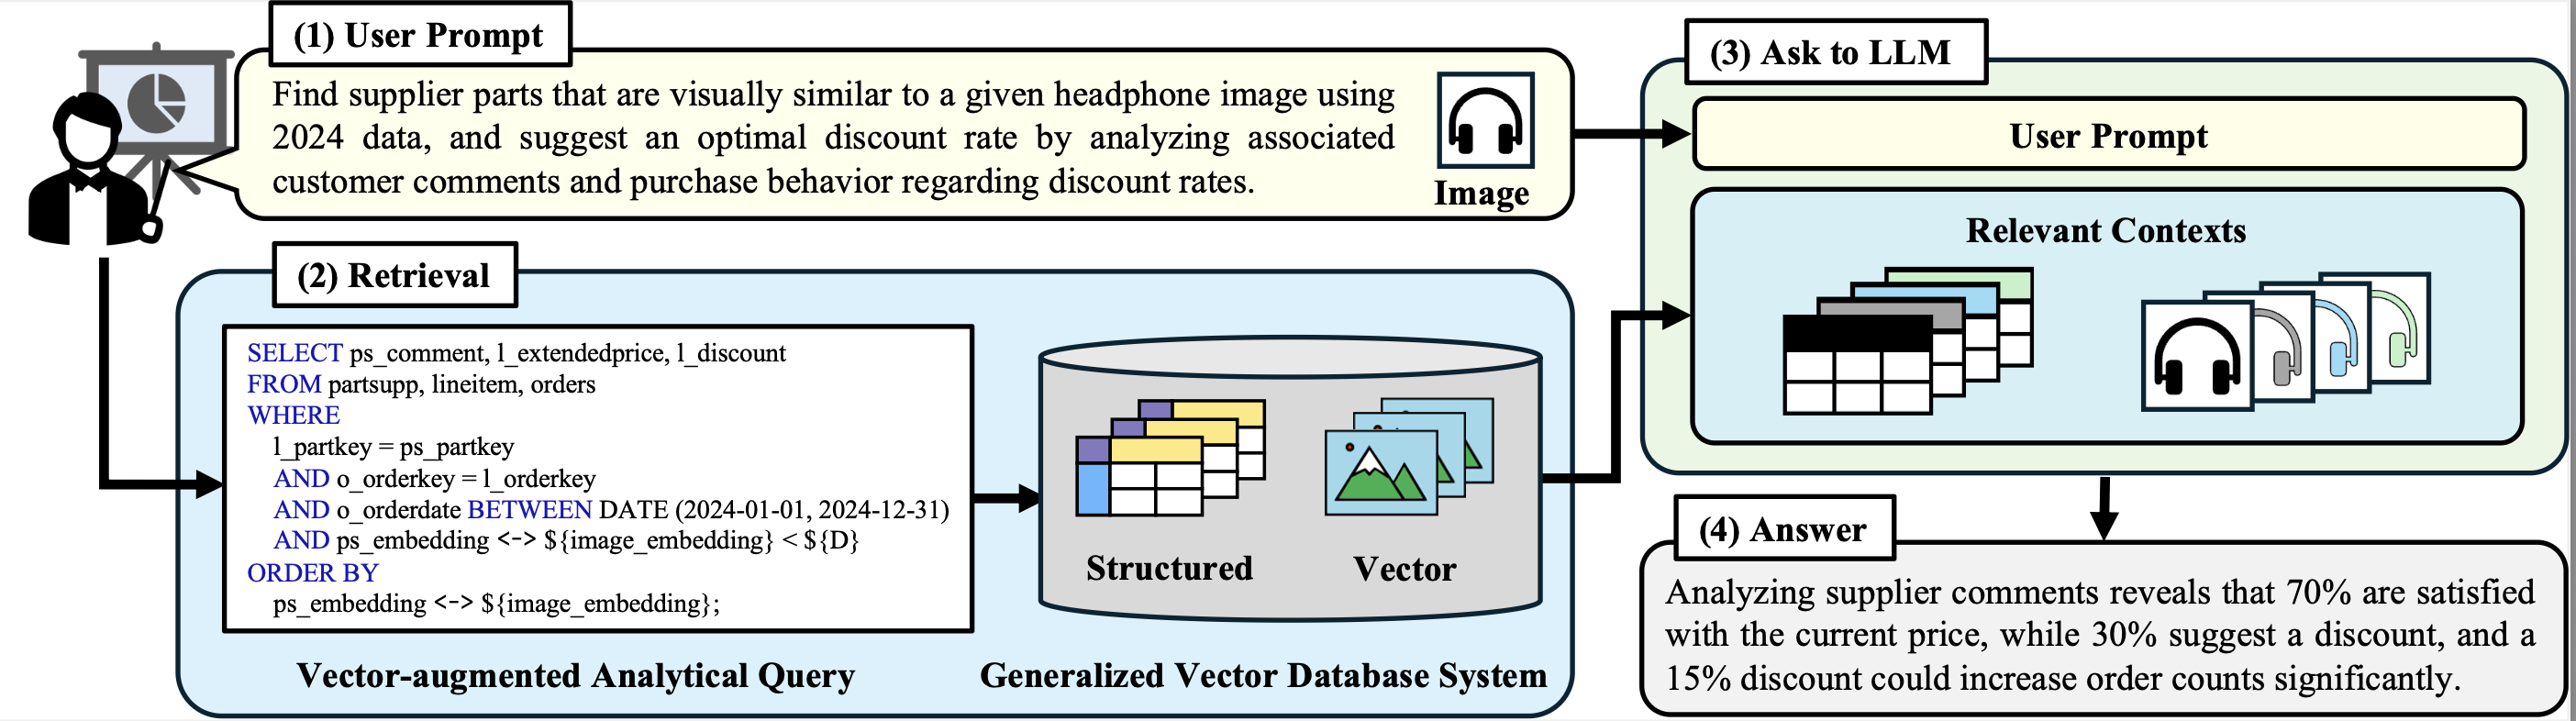 (1) User Prompt
Find supplier parts that are visually similar to a given headphone image using
2024 data, and suggest an optimal discount rate by analyzing associated
customer comments and purchase behavior regarding discount rates.
Image
(2) Retrieval
SELECT ps_comment, l_extendedprice, l_discount
FROM partsupp, lineitem, orders
WHERE
l_partkey = ps_partkey
AND o_orderkey = l_orderkey
AND o_orderdate BETWEEN DATE (2024-01-01, 2024-12-31)
AND ps_embedding <-> ${image_embedding} < ${D}
ORDER BY
ps_embedding <-> ${image_embedding};
Vector-augmented Analytical Query
Structured
Vector
Generalized Vector Database System
(3) Ask to LLM
User Prompt
Relevant Contexts
(4) Answer
Analyzing supplier comments reveals that 70% are satisfied
with the current price, while 30% suggest a discount, and a
15% discount could increase order counts significantly.